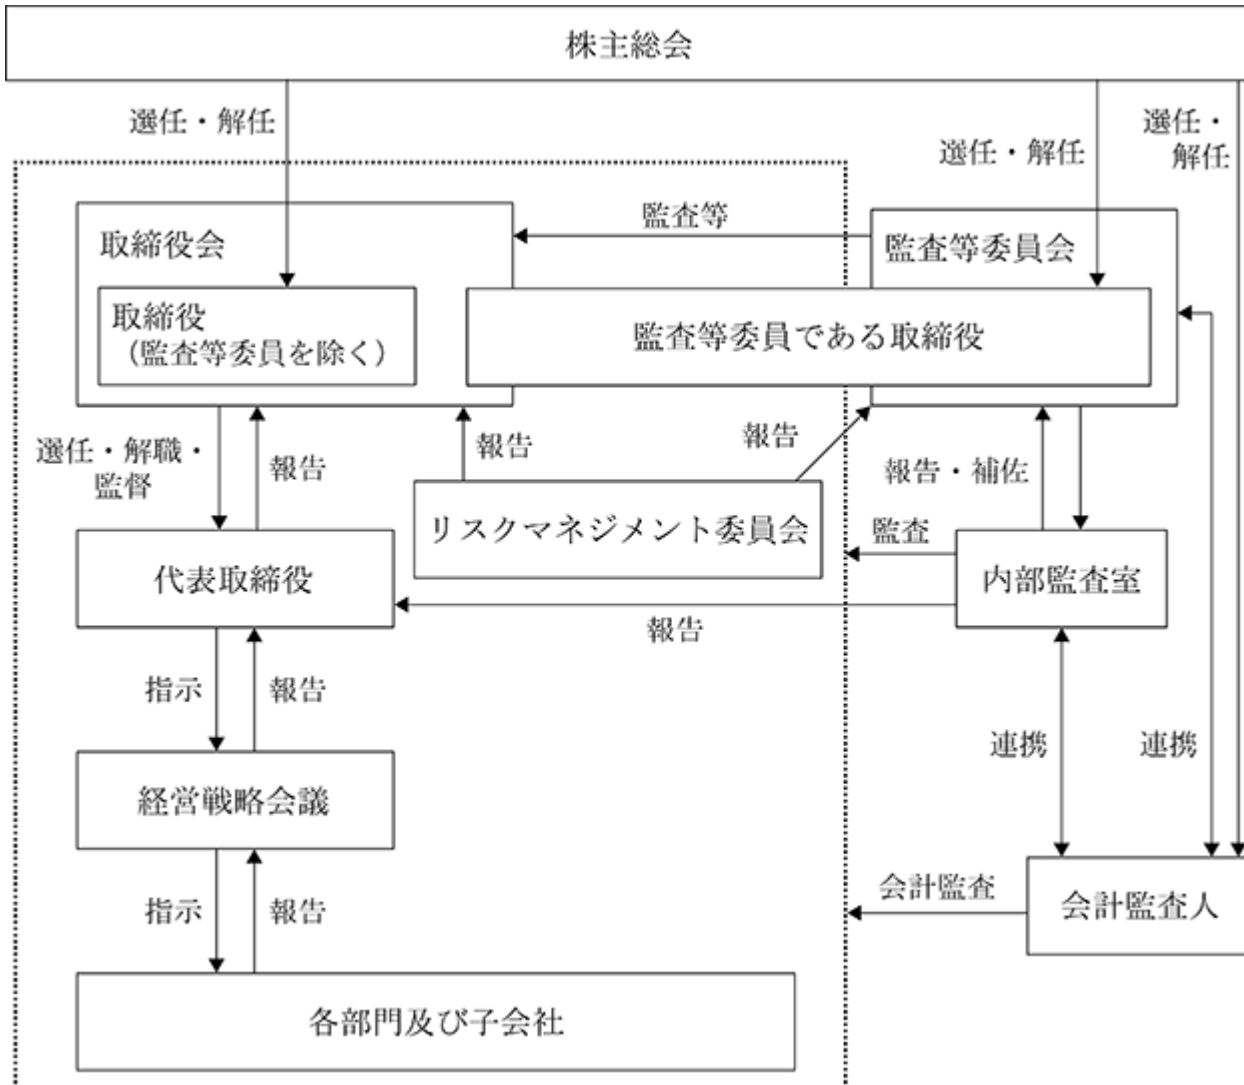 株主総会
選任・解任
選任・解任
選任・
解任
取締役会
監査等
監査等委員会
取締役
（監査等委員を除く）
監査等委員である取締役
選任・解職・
監督
報告
報告
報告
報告・補佐
リスクマネジメント委員会
監査
代表取締役
内部監査室
報告
指示
報告
連携
連携
経営戦略会議
指示
報告
会計監査
会計監査人
各部門及び子会社